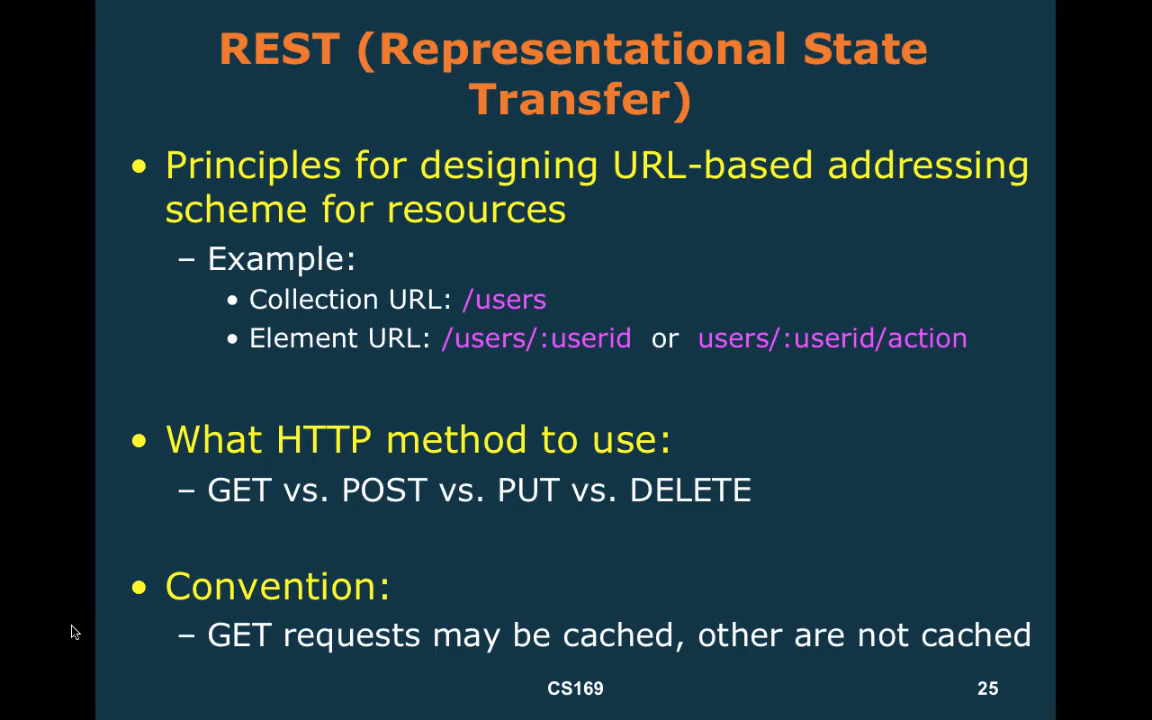 REST (Representational State
Transfer)
• Principles for designing URL-based addressing
scheme for resources
– Example:
• Collection URL: /users
• Element URL: /users/:userid or users/:userid/action
• What HTTP method to use:
– GET vs. POST vs. PUT vs. DELETE
• Convention:
– GET requests may be cached, other are not cached
CS169
25